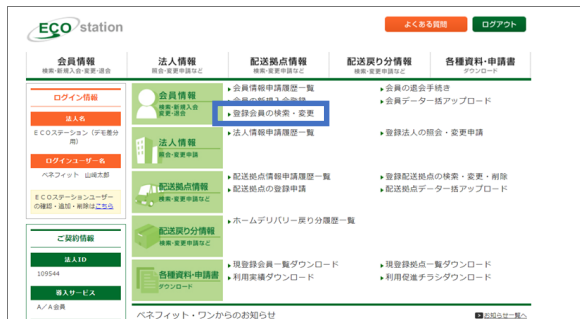 ECO station
よくある質問
ログアウト
会員情報
検索・新規入会・変更・退会
法人情報
照会・変更申請など
配送拠点情報
検索・変更申請など
配送戻り分情報
検索・変更申請など
各種資料・申請書
ダウンロード
ログイン情報
法人名
ECOステーション（デモ差分用）
ログインユーザー名
ベネフィット 山崎太郎
ECOステーションユーザーの確認・追加・削除はこちら
ご契約情報
法人ID
109544
導入サービス
A／A会員
会員情報
検索・新規入会
変更・退会
会員情報申請履歴一覧
会員の新規入会登録
登録会員の検索・変更
会員の退会手続き
会員データ一括アップロード
法人情報
照会・変更申請
法人情報申請履歴一覧
登録法人の照会・変更申請
配送拠点情報
検索・変更申請など
配送拠点情報申請履歴一覧
配送拠点の登録申請
登録配送拠点の検索・変更・削除
配送拠点データ一括アップロード
配送戻り分情報
検索・変更申請など
ホームデリバリー戻り分履歴一覧
各種資料・申請書
ダウンロード
現登録会員一覧ダウンロード
利用実績ダウンロード
現登録拠点一覧ダウンロード
利用促進チラシダウンロード
ベネフィット・ワンからのお知らせ
お知らせ一覧へ